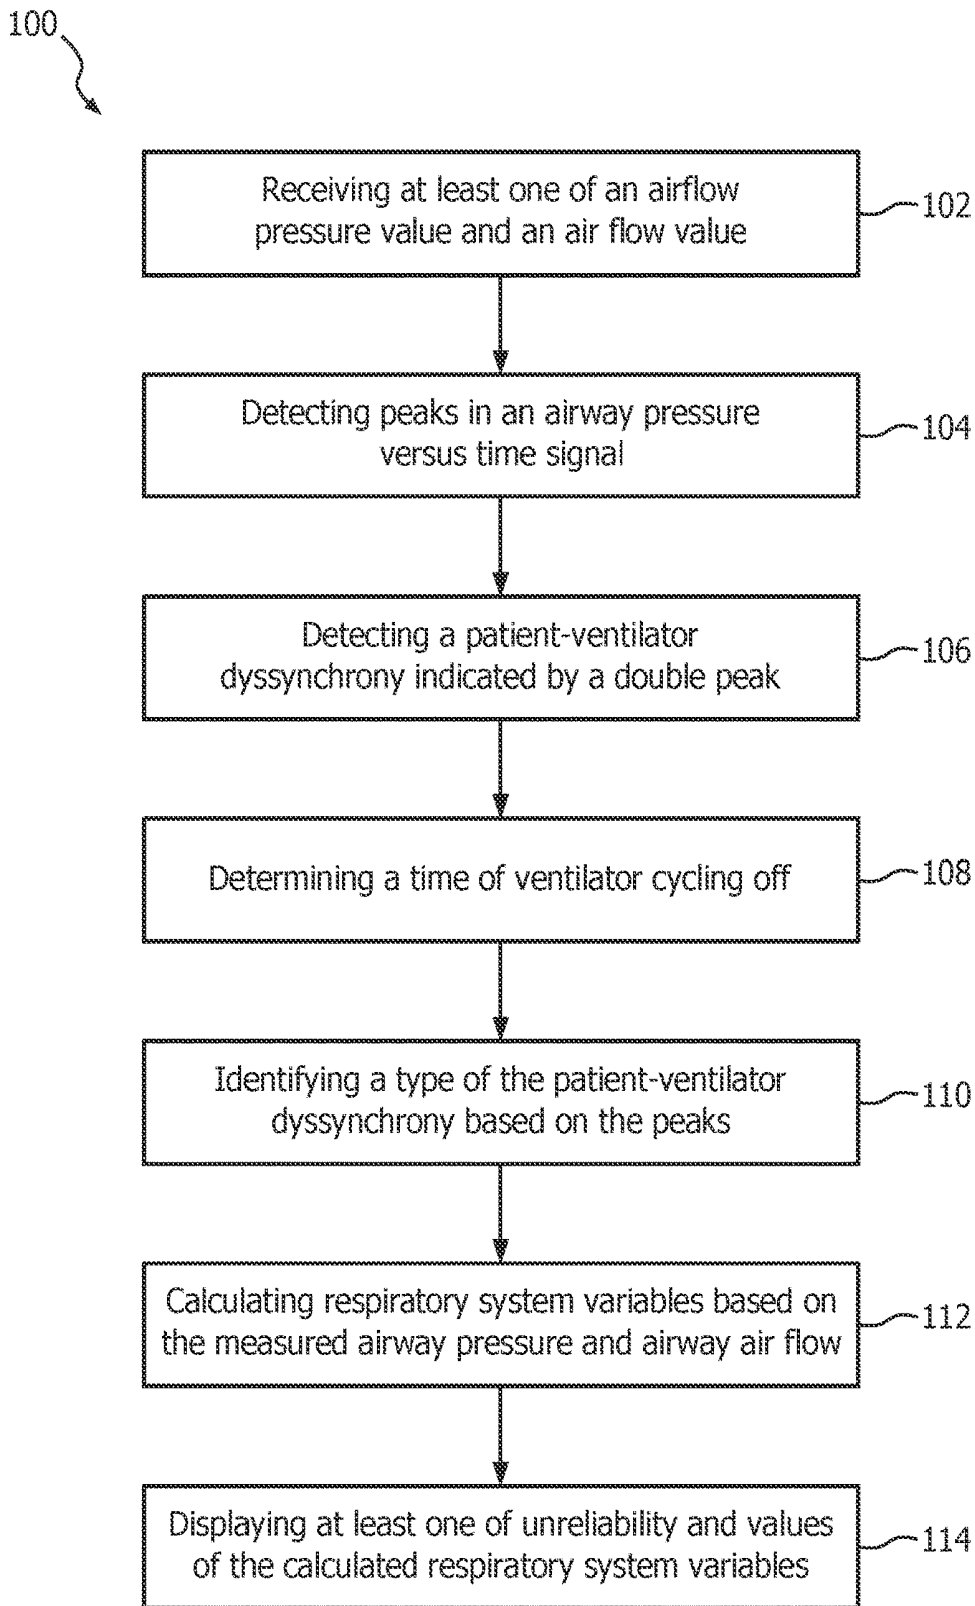 100
Receiving at least one of an airflow
pressure value and an air flow value
102
Detecting peaks in an airway pressure
versus time signal
104
Detecting a patient-ventilator
dyssynchrony indicated by a double peak
106
Determining a time of ventilator cycling off
108
Identifying a type of the patient-ventilator
dyssynchrony based on the peaks
110
Calculating respiratory system variables based on
the measured airway pressure and airway air flow
112
Displaying at least one of unreliability and values
of the calculated respiratory system variables
114